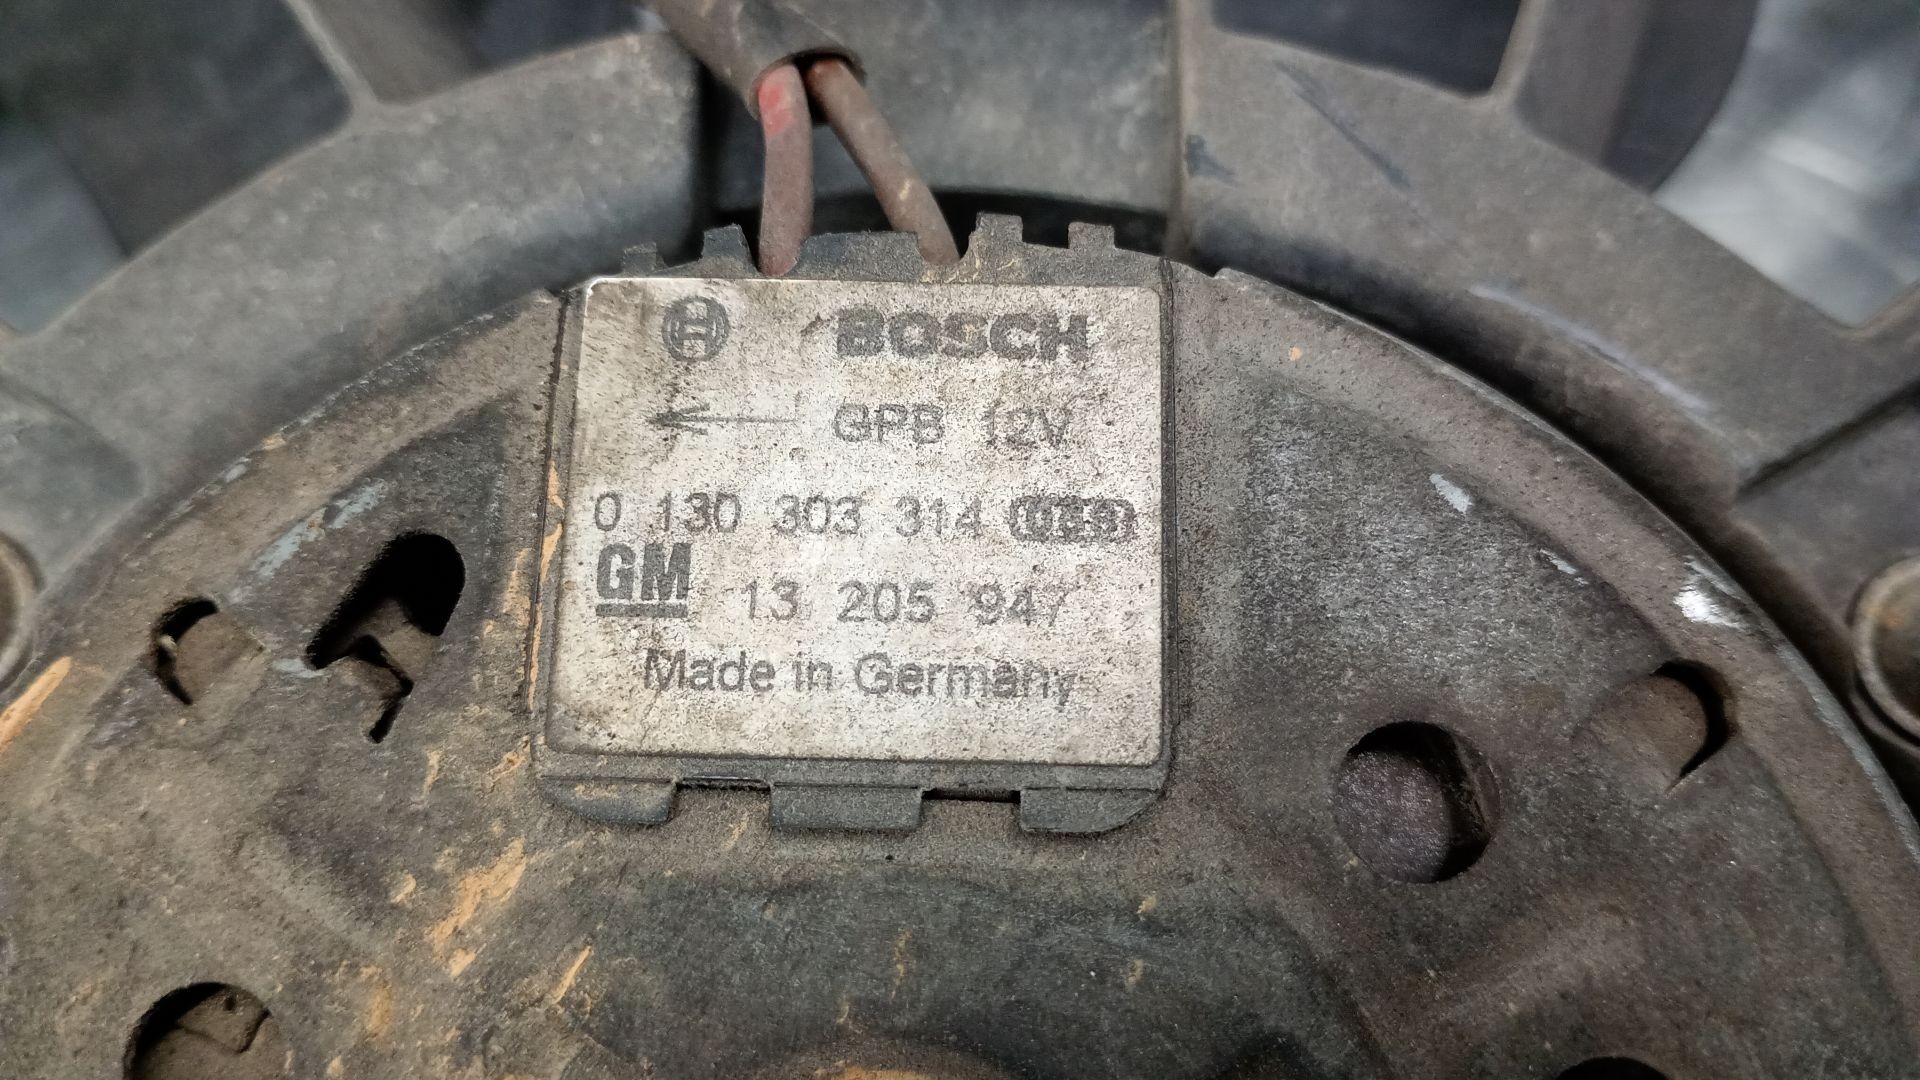 BOSCH
GPB 12V
0 130 303 314
GM 13 205 947
Made in Germany